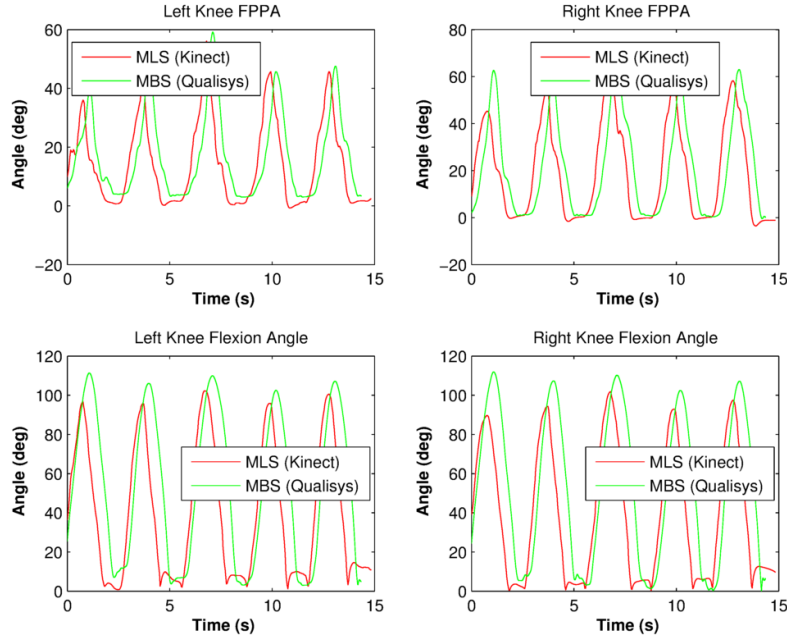 Left Knee FPPA
Right Knee FPPA
60
40
20
0
−20
Angle (deg)
MLS (Kinect)
MBS (Qualisys)
0
5
10
15
Time (s)
80
60
40
20
0
−20
Angle (deg)
MLS (Kinect)
MBS (Qualisys)
0
5
10
15
Time (s)
Left Knee Flexion Angle
Right Knee Flexion Angle
120
100
80
60
40
20
0
Angle (deg)
MLS (Kinect)
MBS (Qualisys)
0
5
10
15
Time (s)
120
100
80
60
40
20
0
Angle (deg)
MLS (Kinect)
MBS (Qualisys)
0
5
10
15
Time (s)